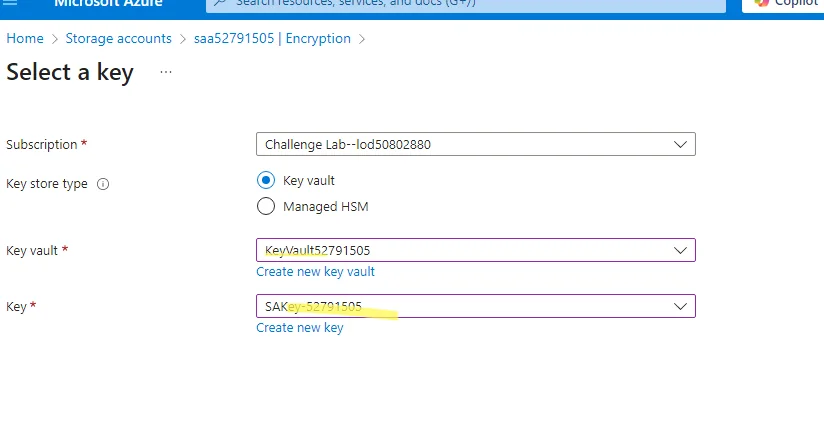 Microsoft Azure
Search resources, services, and docs (G+/)
Copilot
Home > Storage accounts > saa52791505 | Encryption >
Select a key ...
Subscription *
Challenge Lab--lod50802880
Key store type
Key vault
Managed HSM
Key vault *
KeyVault52791505
Create new key vault
Key *
SAKey-52791505
Create new key